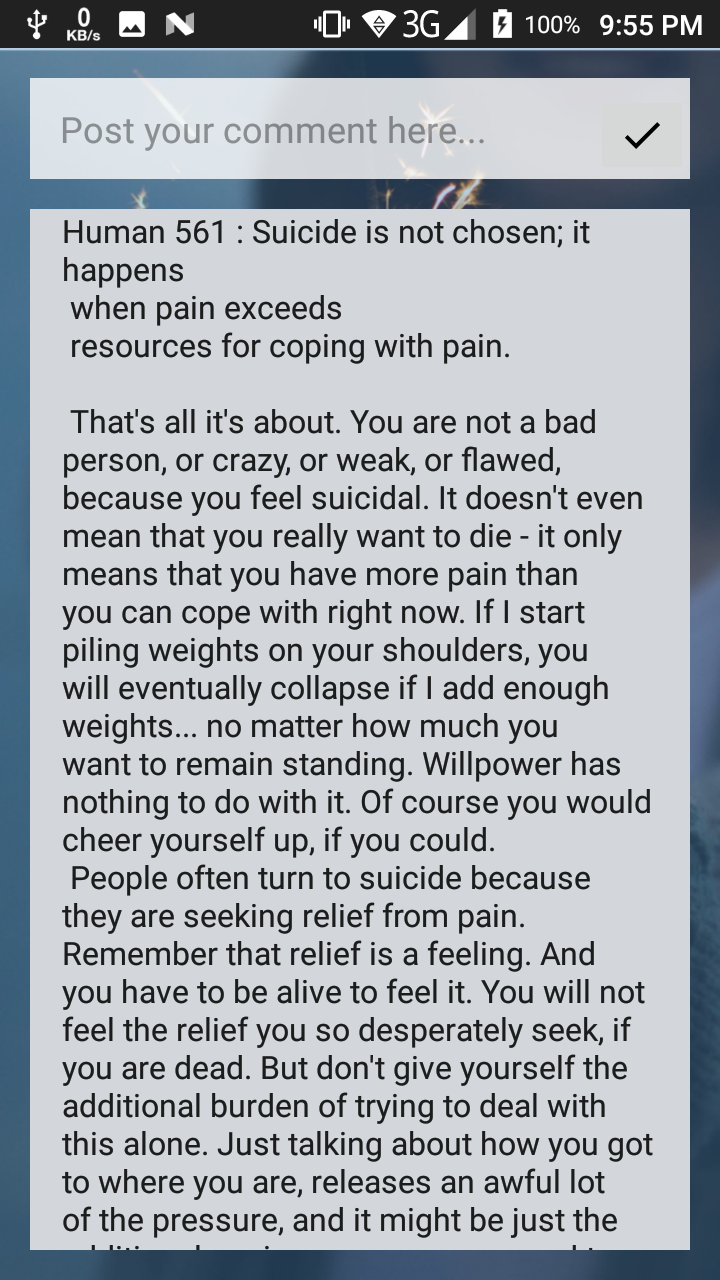 0
KB/s
3G
100%
9:55 PM
Post your comment here...
Human 561 : Suicide is not chosen; it
happens
when pain exceeds
resources for coping with pain.
That's all it's about. You are not a bad
person, or crazy, or weak, or flawed,
because you feel suicidal. It doesn't even
mean that you really want to die - it only
means that you have more pain than
you can cope with right now. If I start
piling weights on your shoulders, you
will eventually collapse if I add enough
weights... no matter how much you
want to remain standing. Willpower has
nothing to do with it. Of course you would
cheer yourself up, if you could.
People often turn to suicide because
they are seeking relief from pain.
Remember that relief is a feeling. And
you have to be alive to feel it. You will not
feel the relief you so desperately seek, if
you are dead. But don't give yourself the
additional burden of trying to deal with
this alone. Just talking about how you got
to where you are, releases an awful lot
of the pressure, and it might be just the